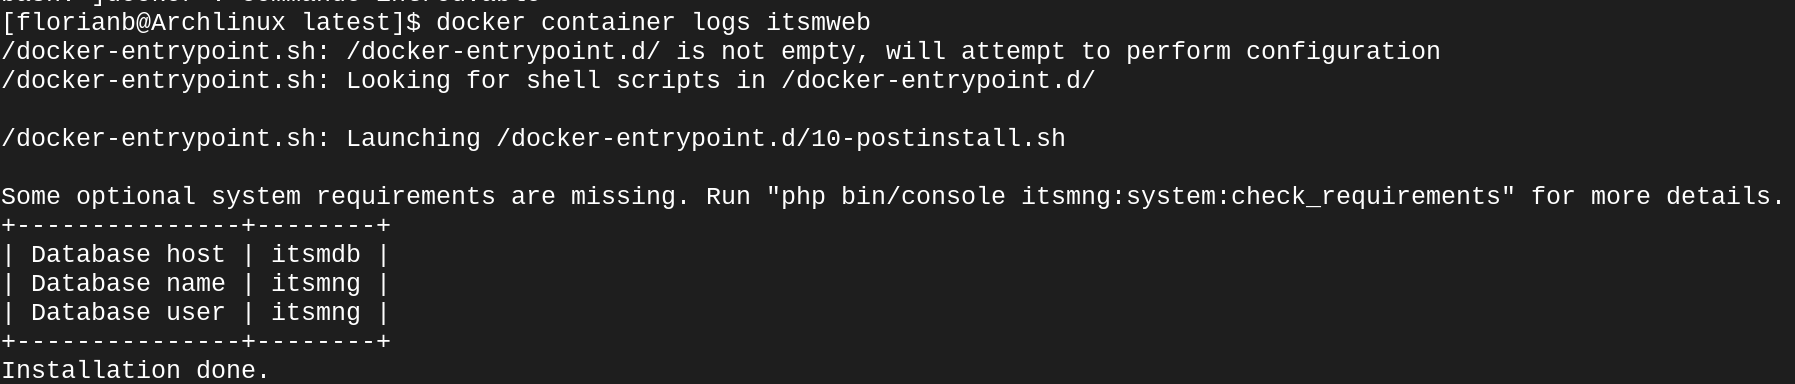 [florianb@Archlinux latest]$ docker container logs itsmweb
/docker-entrypoint.sh: /docker-entrypoint.d/ is not empty, will attempt to perform configuration
/docker-entrypoint.sh: Looking for shell scripts in /docker-entrypoint.d/
/docker-entrypoint.sh: Launching /docker-entrypoint.d/10-postinstall.sh
Some optional system requirements are missing. Run "php bin/console itsmng:system:check_requirements" for more details.
+---------------+--------+
| Database host | itsmdb |
| Database name | itsmng |
| Database user | itsmng |
+---------------+--------+
Installation done.